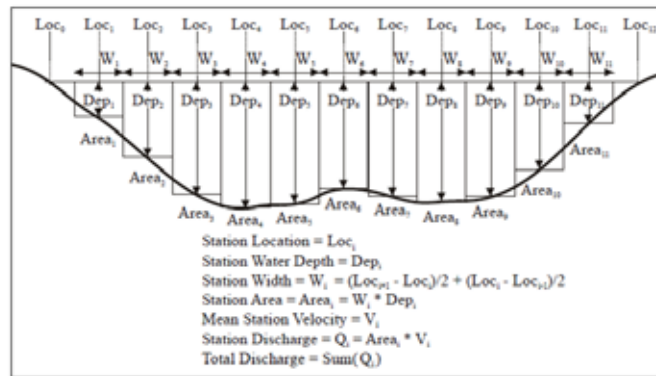 Loc₀ Loc₁ Loc₂ Loc₃ Loc₄ Loc₅ Loc₆ Loc₇ Loc₈ Loc₉ Loc₁₀ Loc₁₁ Loc₁₂
W₁ W₂ W₃ W₄ W₅ W₆ W₇ W₈ W₉ W₁₀ W₁₁
Dep₁ Dep₂ Dep₃ Dep₄ Dep₅ Dep₆ Dep₇ Dep₈ Dep₉ Dep₁₀ Dep₁₁
Area₁ Area₂ Area₃ Area₄ Area₅ Area₆ Area₇ Area₈ Area₉ Area₁₀ Area₁₁
Station Location = Locᵢ
Station Water Depth = Depᵢ
Station Width = Wᵢ = (Locᵢ₊₁ - Locᵢ)/2 + (Locᵢ - Locᵢ₋₁)/2
Station Area = Areaᵢ = Wᵢ * Depᵢ
Mean Station Velocity = Vᵢ
Station Discharge = Qᵢ = Areaᵢ * Vᵢ
Total Discharge = Sum(Qᵢ)